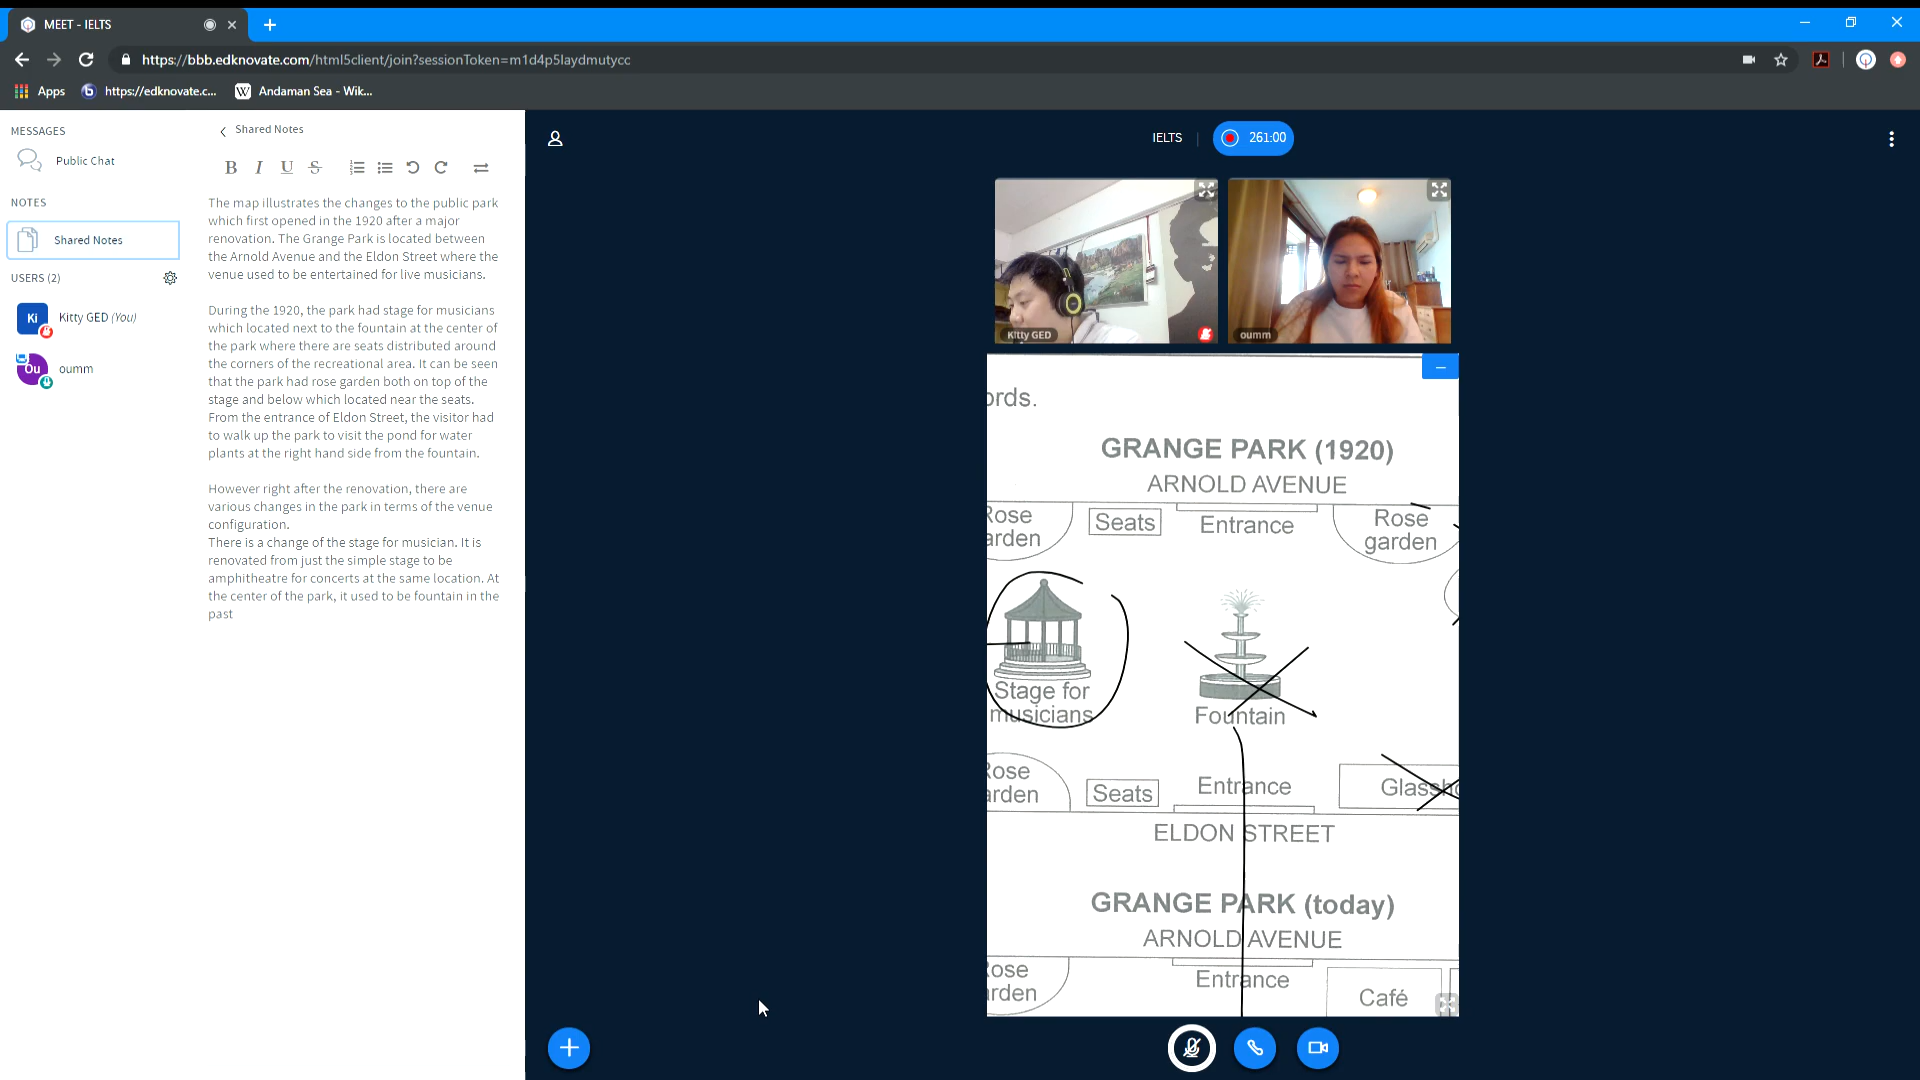 MEET - IELTS
https://bbb.edknovate.com/html5client/join?sessionToken=m1d4p5laydmutycc
Apps
https://edknovate.c...
Andaman Sea - Wik...
MESSAGES
Public Chat
NOTES
Shared Notes
USERS (2)
Ki
Kitty GED (You)
Ou
oumm
Shared Notes
B I U S
The map illustrates the changes to the public park
which first opened in the 1920 after a major
renovation. The Grange Park is located between
the Arnold Avenue and the Eldon Street where the
venue used to be entertained for live musicians.
During the 1920, the park had stage for musicians
which located next to the fountain at the center of
the park where there are seats distributed around
the corners of the recreational area. It can be seen
that the park had rose garden both on top of the
stage and below which located near the seats.
From the entrance of Eldon Street, the visitor had
to walk up the park to visit the pond for water
plants at the right hand side from the fountain.
However right after the renovation, there are
various changes in the park in terms of the venue
configuration.
There is a change of the stage for musician. It is
renovated from just the simple stage to be
amphitheatre for concerts at the same location. At
the center of the park, it used to be fountain in the
past
IELTS
261:00
Kitty GED
oumm
ords.
GRANGE PARK (1920)
ARNOLD AVENUE
Rose
arden
Seats
Entrance
Rose
garden
Stage for
musicians
Fountain
Rose
arden
Seats
Entrance
Glassho
ELDON STREET
GRANGE PARK (today)
ARNOLD AVENUE
Rose
arden
Entrance
Café